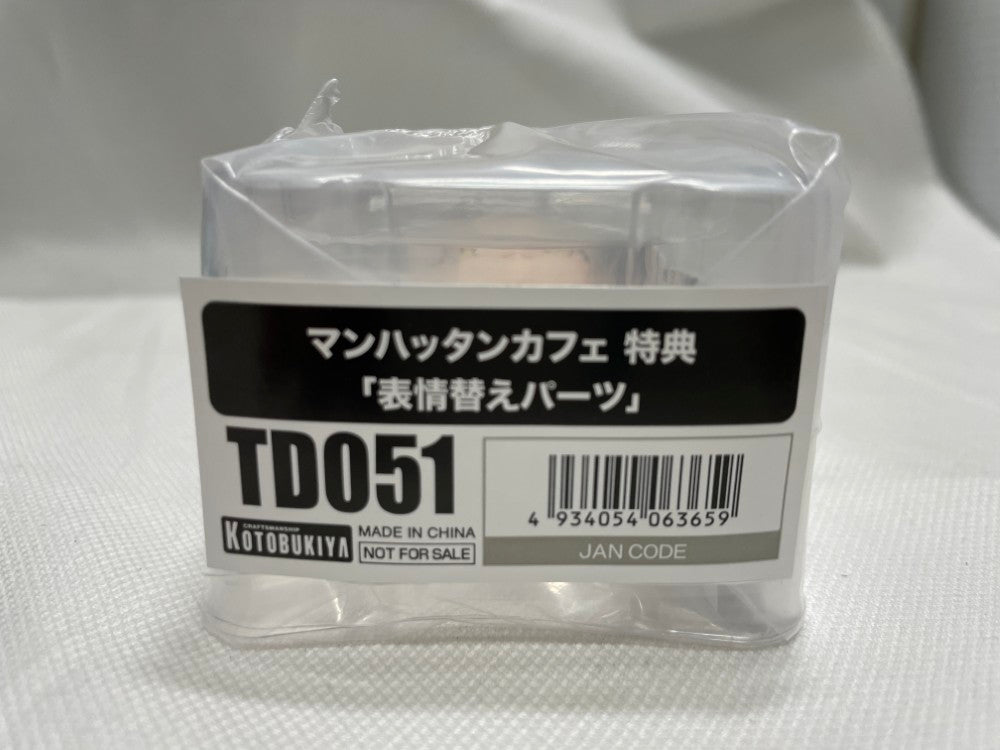 マンハッタンカフェ 特典
「表情替えパーツ」
TD051
CRAFTSMANSHIP
KOTOBUKIYA
MADE IN CHINA
NOT FOR SALE
4 934054 063659
JAN CODE